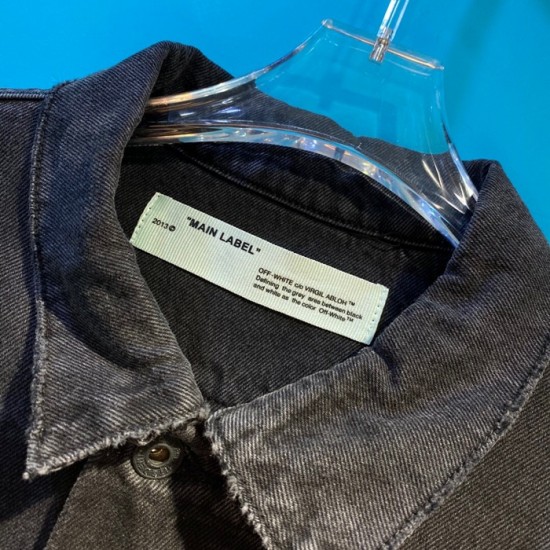 2013©
"MAIN LABEL"
OFF-WHITE c/o VIRGIL ABLOH™
Defining the grey area between black
and white as the color Off-White™